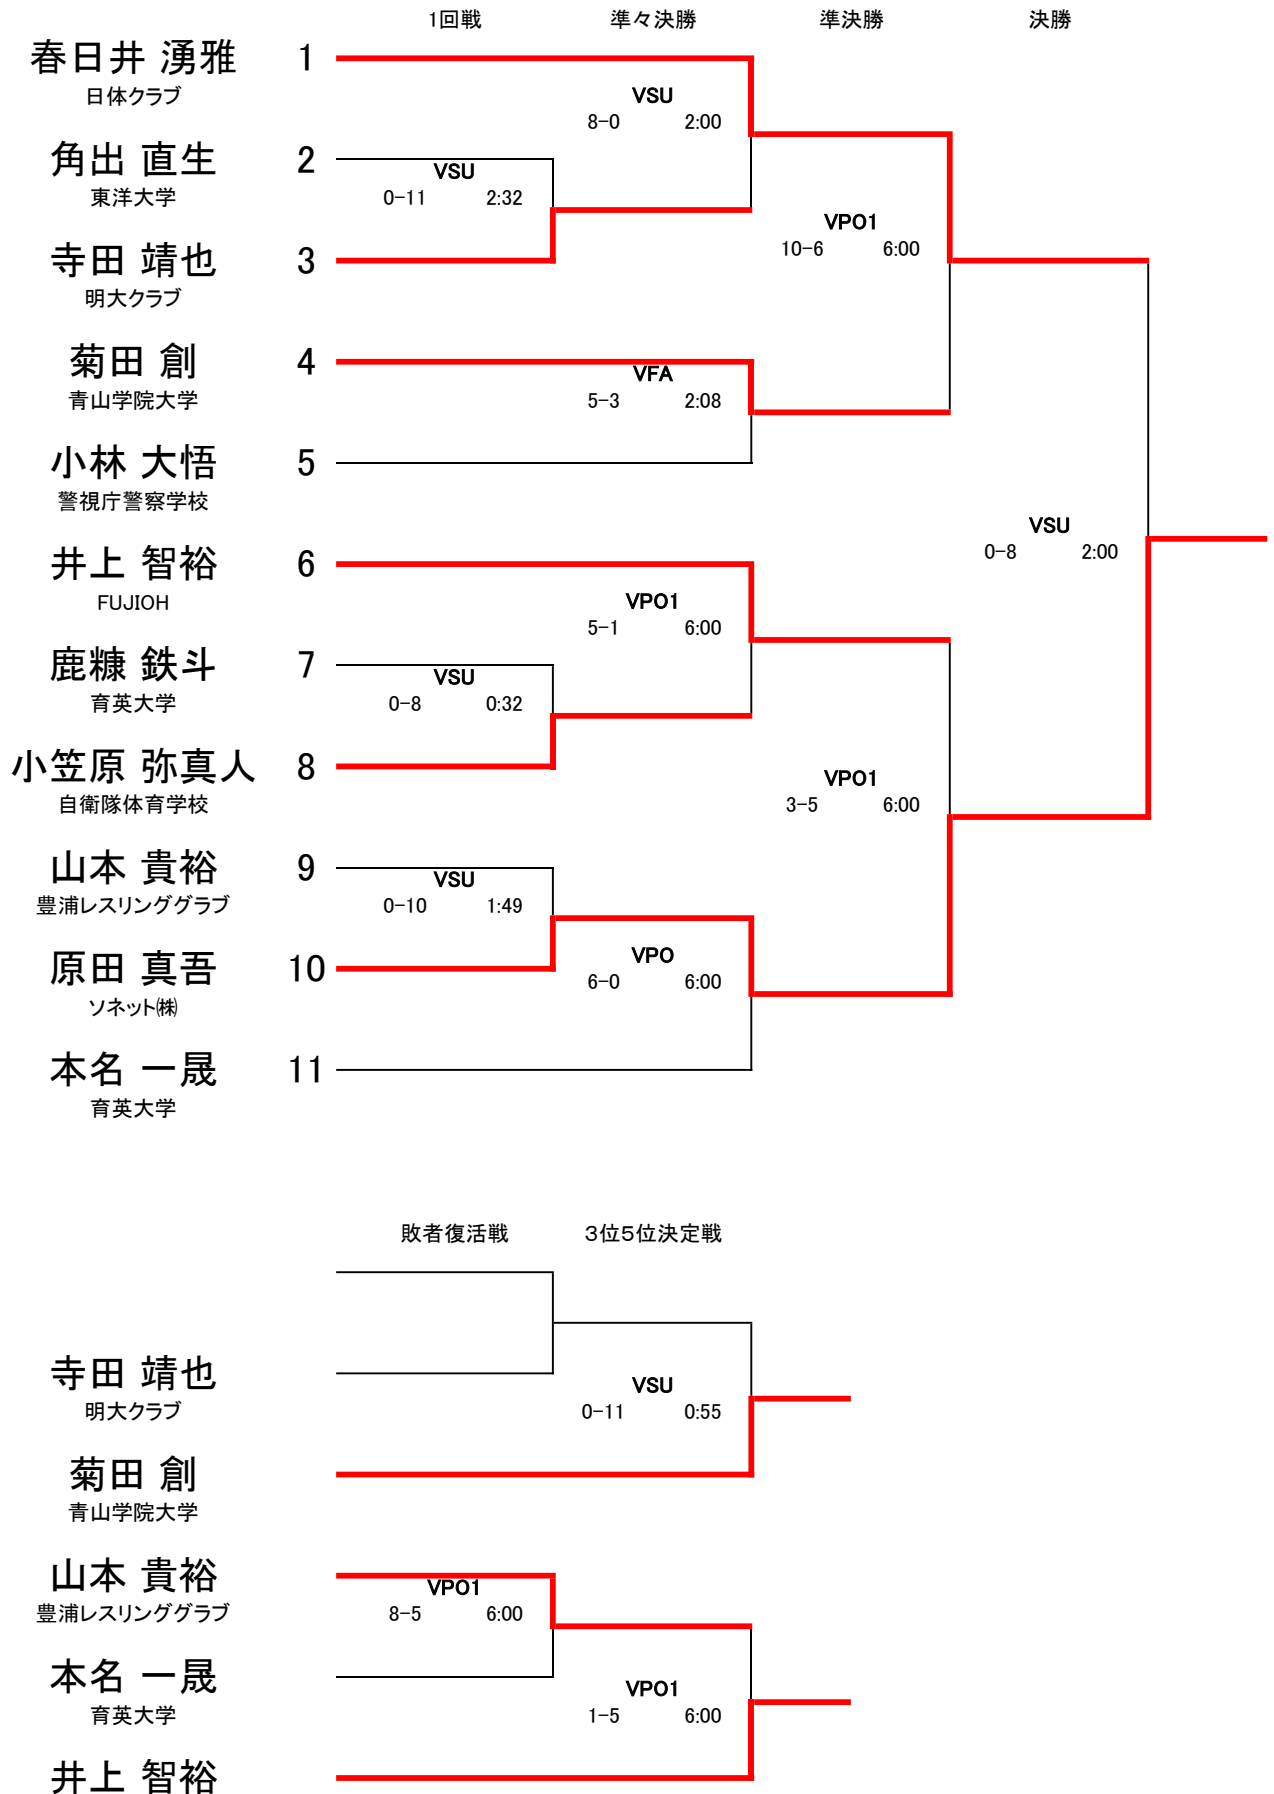 1回戦 準々決勝 準決勝 決勝
春日井 湧雅 1
日体クラブ
VSU
8-0 2:00
角出 直生 2
東洋大学
VSU
0-11 2:32
寺田 靖也 3
明大クラブ
VPO1
10-6 6:00
菊田 創 4
青山学院大学
VFA
5-3 2:08
小林 大悟 5
警視庁警察学校
VSU
0-8 2:00
井上 智裕 6
FUJIOH
VPO1
5-1 6:00
鹿糠 鉄斗 7
育英大学
VSU
0-8 0:32
小笠原 弥真人 8
自衛隊体育学校
VPO1
3-5 6:00
山本 貴裕 9
豊浦レスリンググラブ
VSU
0-10 1:49
原田 真吾 10
ソネット㈱
VPO
6-0 6:00
本名 一晟 11
育英大学
敗者復活戦 3位5位決定戦
寺田 靖也
明大クラブ
VSU
0-11 0:55
菊田 創
青山学院大学
山本 貴裕
豊浦レスリンググラブ
VPO1
8-5 6:00
本名 一晟
育英大学
VPO1
1-5 6:00
井上 智裕